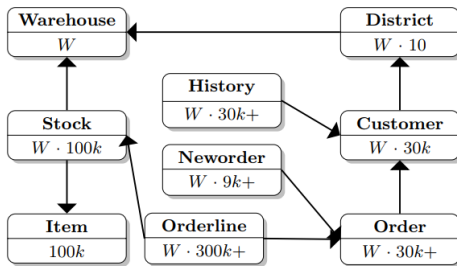 Warehouse
W
District
W · 10
History
W · 30k+
Stock
W · 100k
Customer
W · 30k
Neworder
W · 9k+
Item
100k
Orderline
W · 300k+
Order
W · 30k+